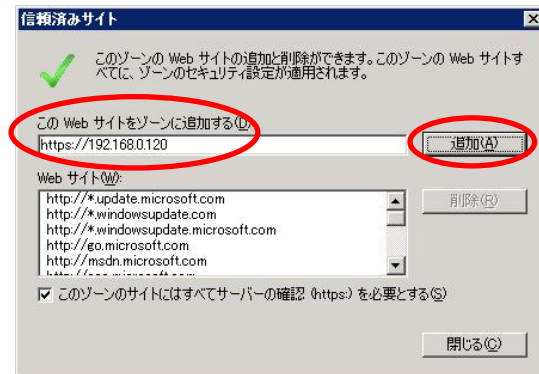 信頼済みサイト
このゾーンの Web サイトの追加と削除ができます。このゾーンの Web サイトす
べてに、ゾーンのセキュリティ設定が適用されます。
この Web サイトをゾーンに追加する(D)
https://192.168.0.120
追加(A)
Web サイト(W):
http://*.update.microsoft.com
削除(R)
http://*.windowsupdate.com
http://*.windowsupdate.microsoft.com
http://go.microsoft.com
http://msdn.microsoft.com
このゾーンのサイトにはすべてサーバーの確認 (https:) を必要とする(S)
閉じる(C)